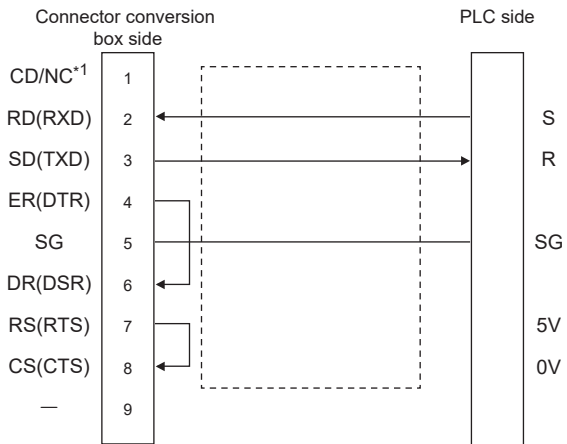 Connector conversion
box side
PLC side
CD/NC*1 1
RD(RXD) 2 S
SD(TXD) 3 R
ER(DTR) 4
SG 5 SG
DR(DSR) 6
RS(RTS) 7 5V
CS(CTS) 8 0V
— 9